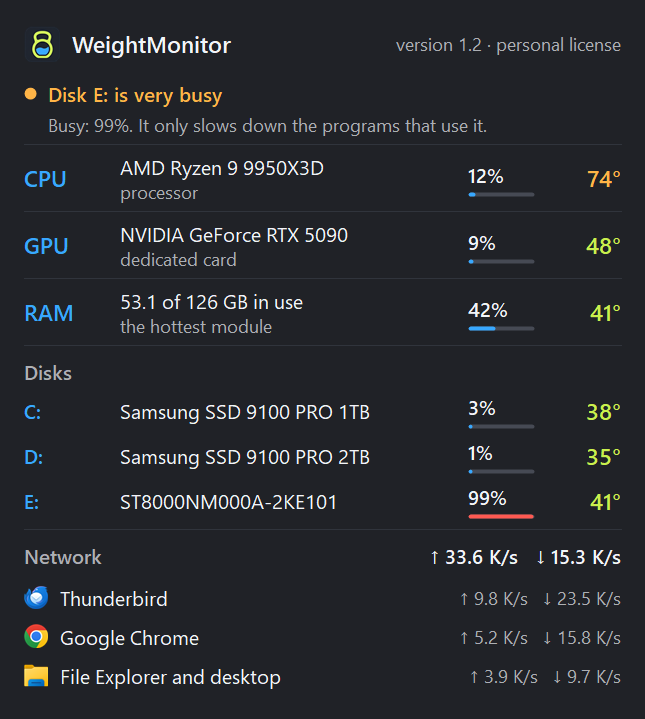 WeightMonitor
version 1.2 · personal license
Disk E: is very busy
Busy: 99%. It only slows down the programs that use it.
CPU
AMD Ryzen 9 9950X3D
processor
12%
74°
GPU
NVIDIA GeForce RTX 5090
dedicated card
9%
48°
RAM
53.1 of 126 GB in use
the hottest module
42%
41°
Disks
C: Samsung SSD 9100 PRO 1TB 3% 38°
D: Samsung SSD 9100 PRO 2TB 1% 35°
E: ST8000NM000A-2KE101 99% 41°
Network ↑ 33.6 K/s ↓ 15.3 K/s
Thunderbird ↑ 9.8 K/s ↓ 23.5 K/s
Google Chrome ↑ 5.2 K/s ↓ 15.8 K/s
File Explorer and desktop ↑ 3.9 K/s ↓ 9.7 K/s